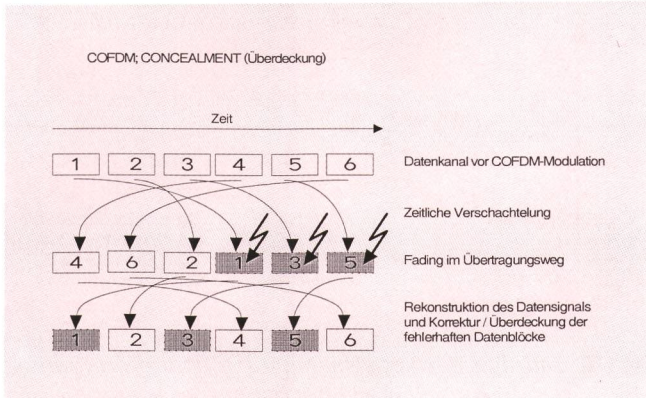 COFDM; CONCEALMENT (Überdeckung)
Zeit
1 2 3 4 5 6
Datenkanal vor COFDM-Modulation
Zeitliche Verschachtelung
4 6 2 1 3 5
Fading im Übertragungsweg
Rekonstruktion des Datensignals
und Korrektur / Überdeckung der
fehlerhaften Datenblöcke
1 2 3 4 5 6